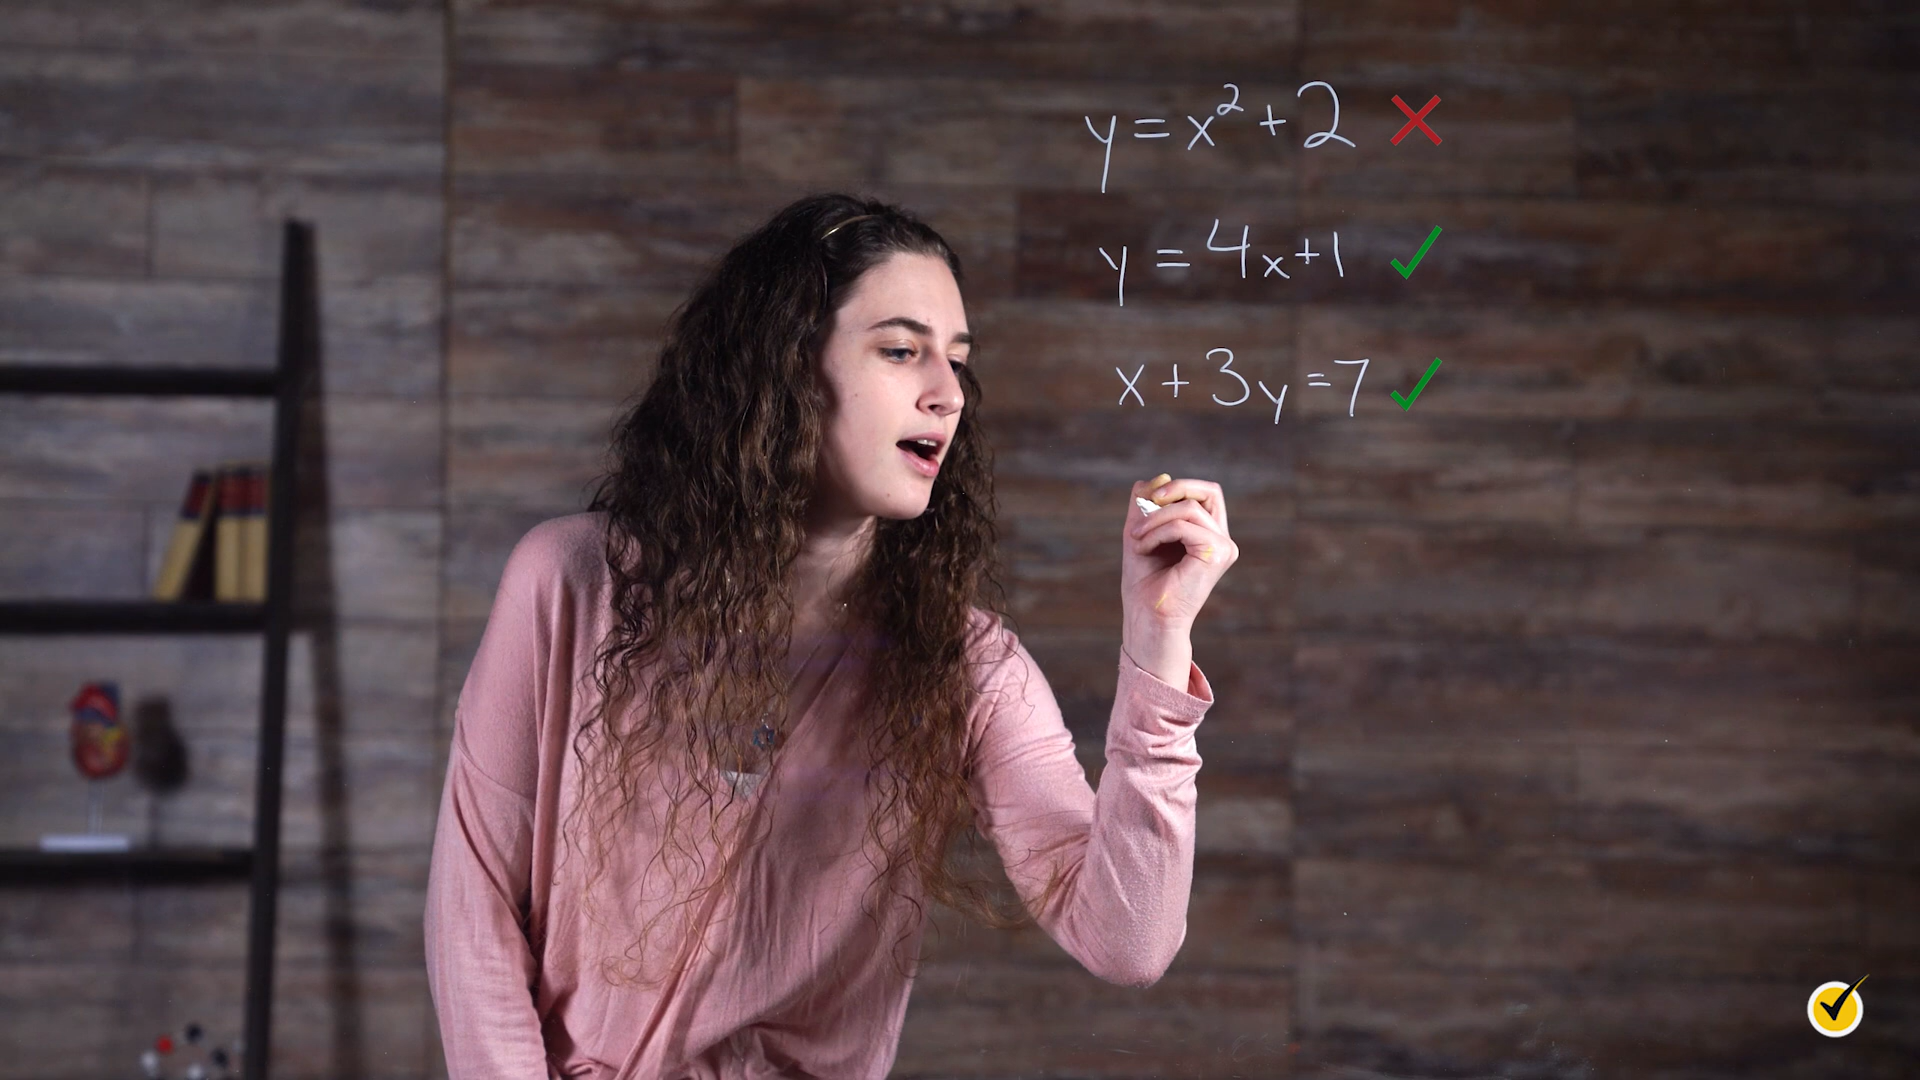 y = x² + 2
y = 4x+1
x + 3y = 7